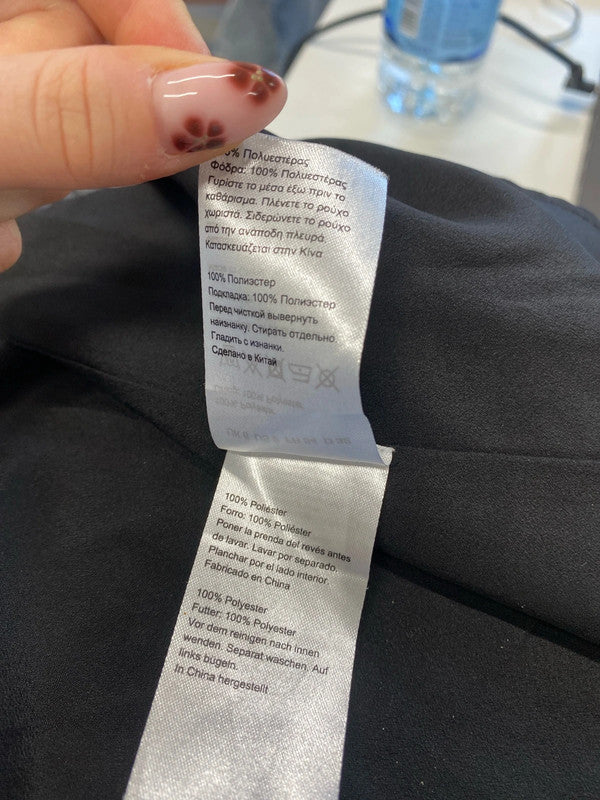 % Πολυεστέρας
Φόδρα: 100% Πολυεστέρας
Γυρίστε το μέσα έξω πριν το
καθάρισμα. Πλένετε το ρούχο
χωριστά. Σιδερώνετε το ρούχο
από την ανάποδη πλευρά.
Κατασκευάζεται στην Κίνα
100% Полиэстер
Подкладка: 100% Полиэстер
Перед чисткой вывернуть
наизнанку. Стирать отдельно
Гладить с изнанки.
Сделано в Китай
100% Poliéster
Forro: 100% Poliéster
Poner la prenda del revés antes
de lavar. Lavar por separado.
Planchar por el lado interior.
Fabricado en China
100% Polyester
Futter: 100% Polyester
Vor dem reinigen nach innen
wenden. Separat waschen. Auf
links bugeln.
In China hergestellt